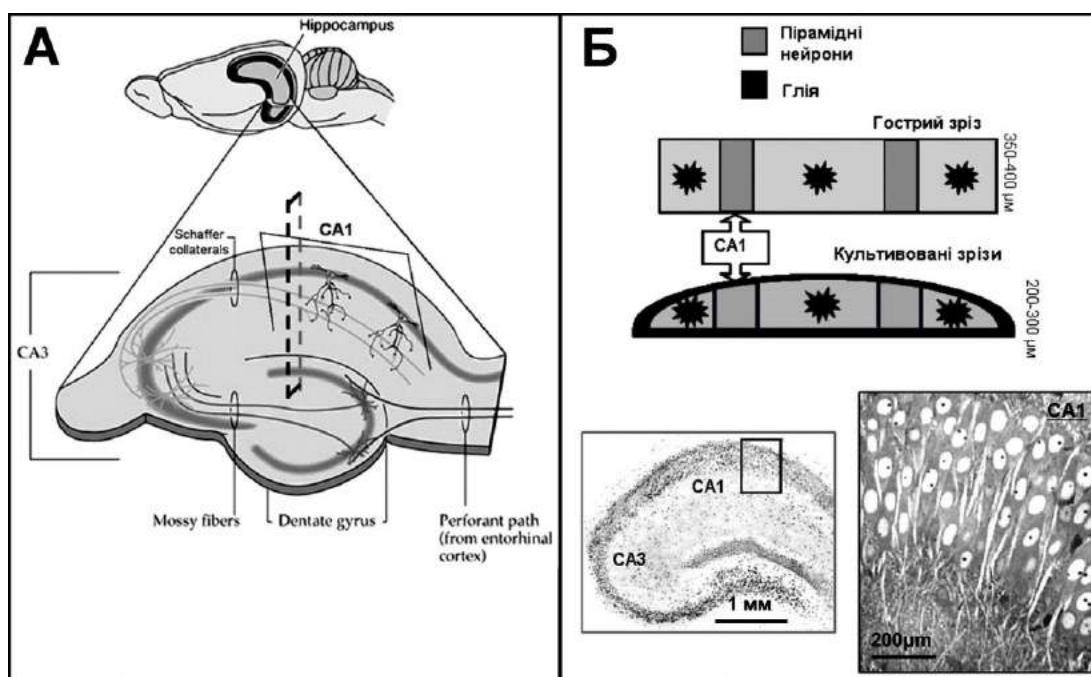 А
Hippocampus
Schaffer
collaterals
CA1
CA3
Mossy fibers
Dentate gyrus
Perforant path
(from entorhinal
cortex)
Б
Пірамідні
нейрони
Глія
Гострий зріз
350-400 μм
CA1
Культивовані зрізи
200-300 μм
CA1
CA3
1 мм
CA1
200μm